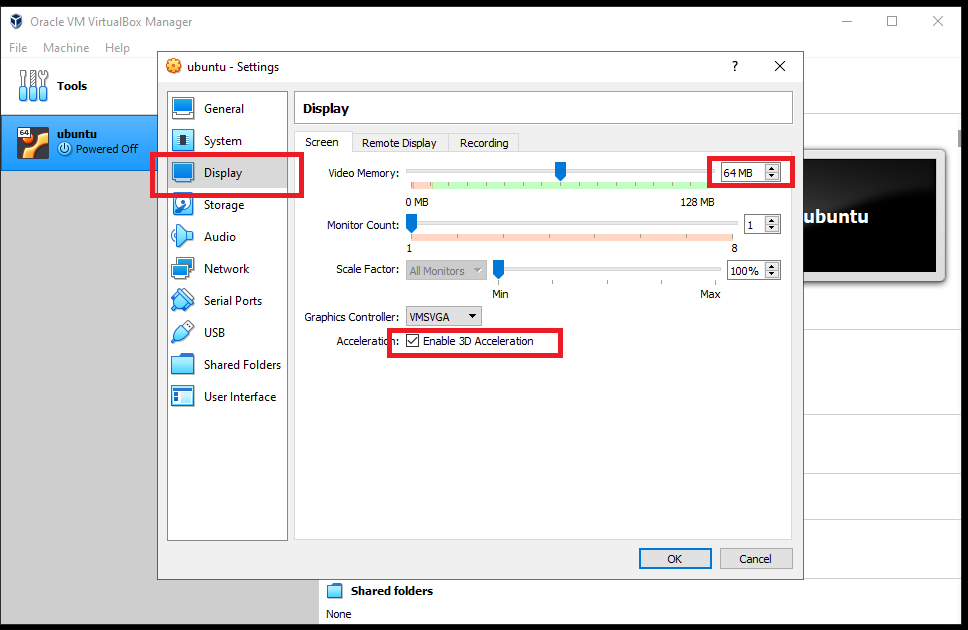 Oracle VM VirtualBox Manager
File Machine Help
Tools
64
ubuntu
Powered Off
ubuntu - Settings
?
General
System
Display
Storage
Audio
Network
Serial Ports
USB
Shared Folders
User Interface
Display
Screen Remote Display Recording
Video Memory: 64 MB
0 MB 128 MB
Monitor Count: 1
1 8
Scale Factor: All Monitors 100%
Min Max
Graphics Controller: VMSVGA
Acceleration: Enable 3D Acceleration
OK Cancel
ubuntu
Shared folders
None